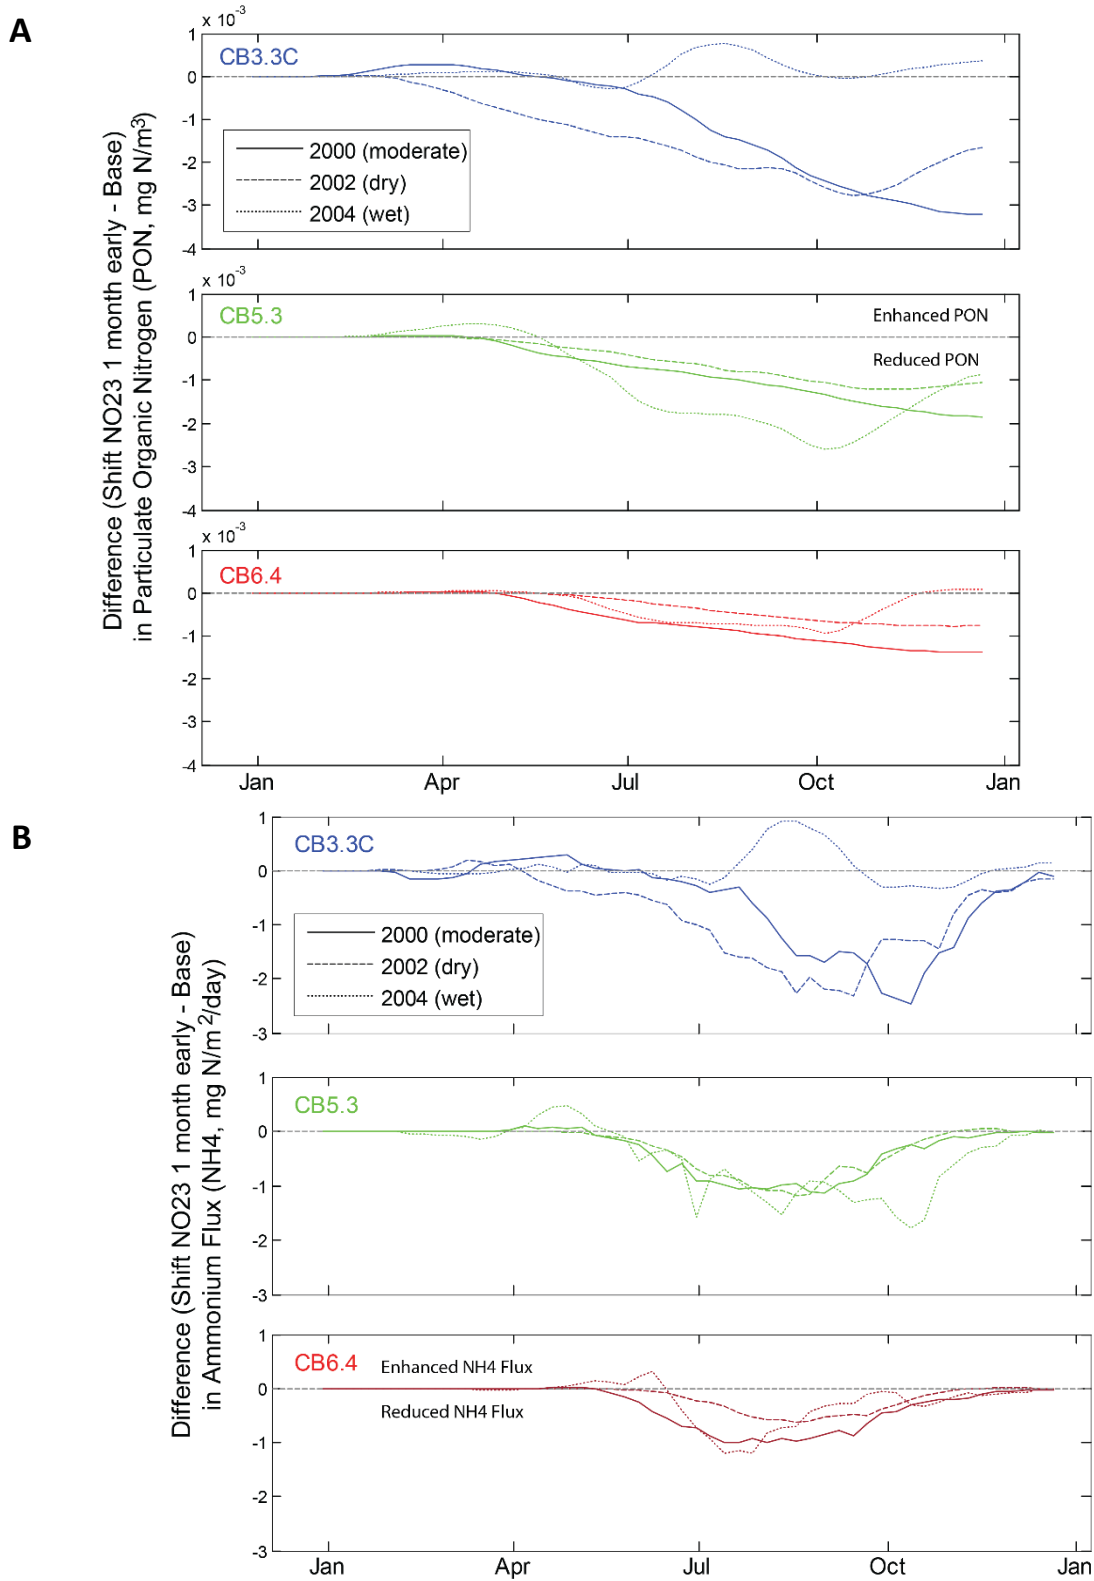 A
x 10-3
1
0
-1
-2
-3
-4
CB3.3C
2000 (moderate)
2002 (dry)
2004 (wet)
x 10-3
1
0
-1
-2
-3
-4
CB5.3
Enhanced PON
Reduced PON
x 10-3
1
0
-1
-2
-3
-4
CB6.4
Jan Apr Jul Oct Jan
Difference (Shift NO23 1 month early - Base)
in Particulate Organic Nitrogen (PON, mg N/m3)
B
1
0
-1
-2
-3
CB3.3C
2000 (moderate)
2002 (dry)
2004 (wet)
1
0
-1
-2
-3
CB5.3
1
0
-1
-2
-3
CB6.4
Enhanced NH4 Flux
Reduced NH4 Flux
Jan Apr Jul Oct Jan
Difference (Shift NO23 1 month early - Base)
in Ammonium Flux (NH4, mg N/m2/day)